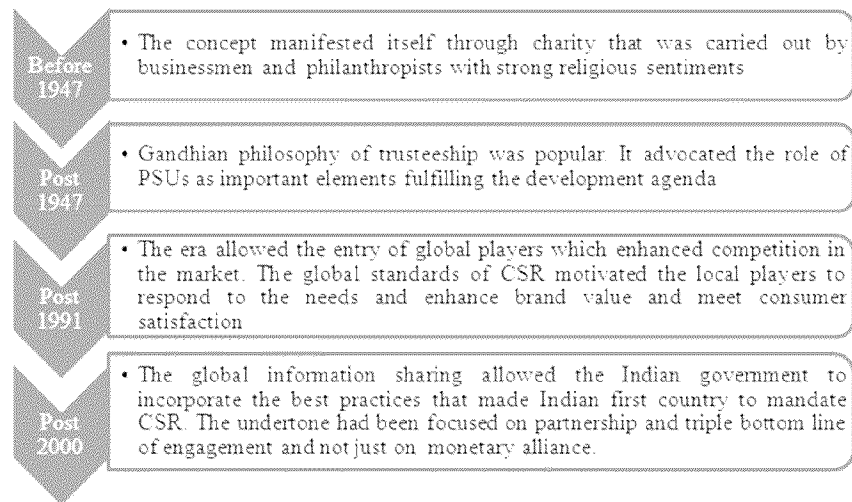 Before
1947
• The concept manifested itself through charity that was carried out by
businessmen and philanthropists with strong religious sentiments
Post
1947
• Gandhian philosophy of trusteeship was popular. It advocated the role of
PSUs as important elements fulfilling the development agenda
Post
1991
• The era allowed the entry of global players which enhanced competition in
the market. The global standards of CSR motivated the local players to
respond to the needs and enhance brand value and meet consumer
satisfaction
Post
2000
• The global information sharing allowed the Indian government to
incorporate the best practices that made Indian first country to mandate
CSR. The undertone had been focused on partnership and triple bottom line
of engagement and not just on monetary alliance.